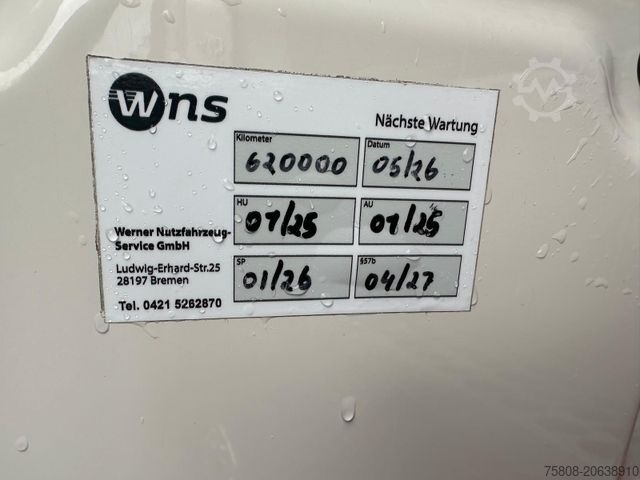 wns
Nächste Wartung
Kilometer
620000
Datum
05/26
HU
07/25
AU
07/25
SP
01/26
§57b
04/27
Werner Nutzfahrzeug-
Service GmbH
Ludwig-Erhard-Str.25
28197 Bremen
Tel. 0421 5262870
75808-20638910